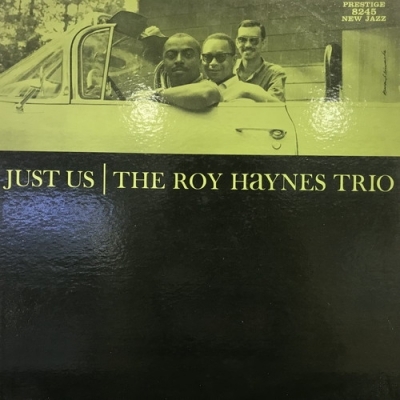 PRESTIGE
8245
NEW JAZZ
JUST US | THE ROY HaYNES TRIO